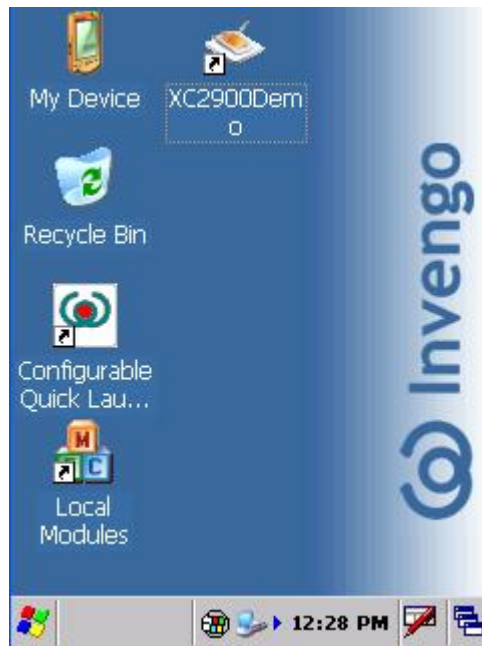 My Device
XC2900Dem
o
Recycle Bin
Configurable
Quick Lau...
M
C
Local
Modules
Invengo
12:28 PM